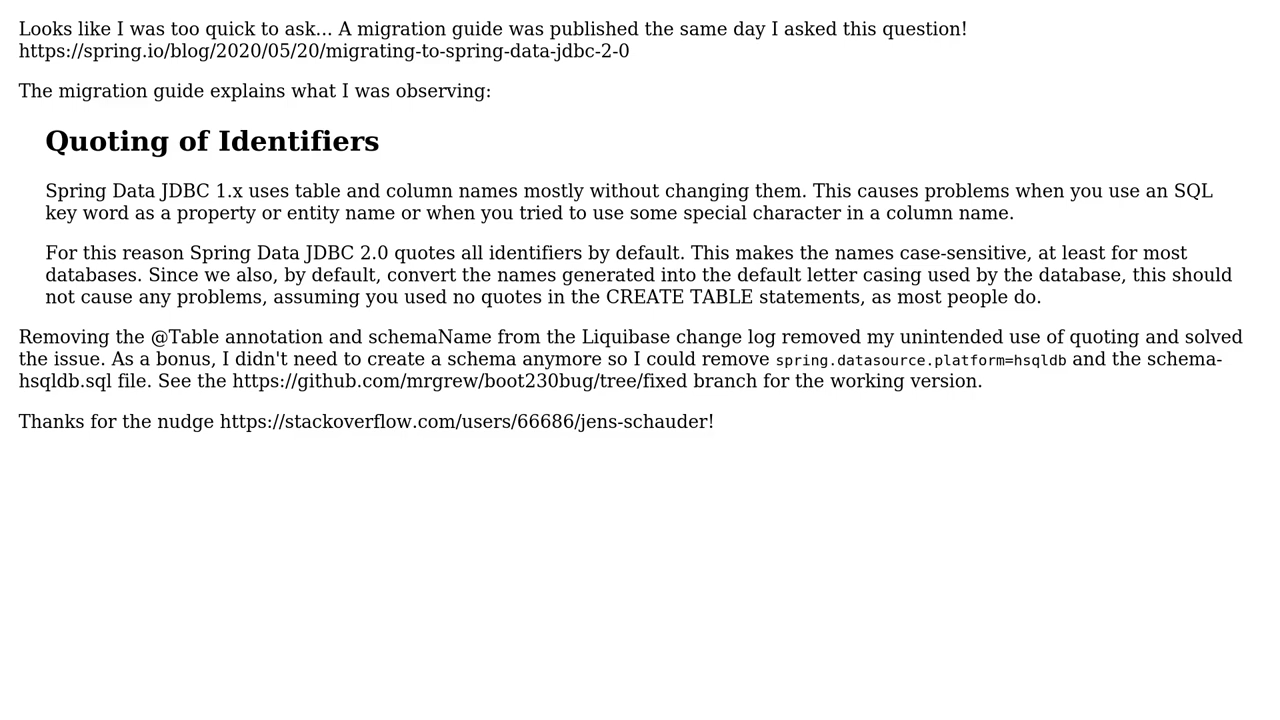 Looks like I was too quick to ask... A migration guide was published the same day I asked this question!
https://spring.io/blog/2020/05/20/migrating-to-spring-data-jdbc-2-0
The migration guide explains what I was observing:
Quoting of Identifiers
Spring Data JDBC 1.x uses table and column names mostly without changing them. This causes problems when you use an SQL
key word as a property or entity name or when you tried to use some special character in a column name.
For this reason Spring Data JDBC 2.0 quotes all identifiers by default. This makes the names case-sensitive, at least for most
databases. Since we also, by default, convert the names generated into the default letter casing used by the database, this should
not cause any problems, assuming you used no quotes in the CREATE TABLE statements, as most people do.
Removing the @Table annotation and schemaName from the Liquibase change log removed my unintended use of quoting and solved
the issue. As a bonus, I didn't need to create a schema anymore so I could remove spring.datasource.platform=hsqldb and the schema-
hsqldb.sql file. See the https://github.com/mrgrew/boot230bug/tree/fixed branch for the working version.
Thanks for the nudge https://stackoverflow.com/users/66686/jens-schauder!